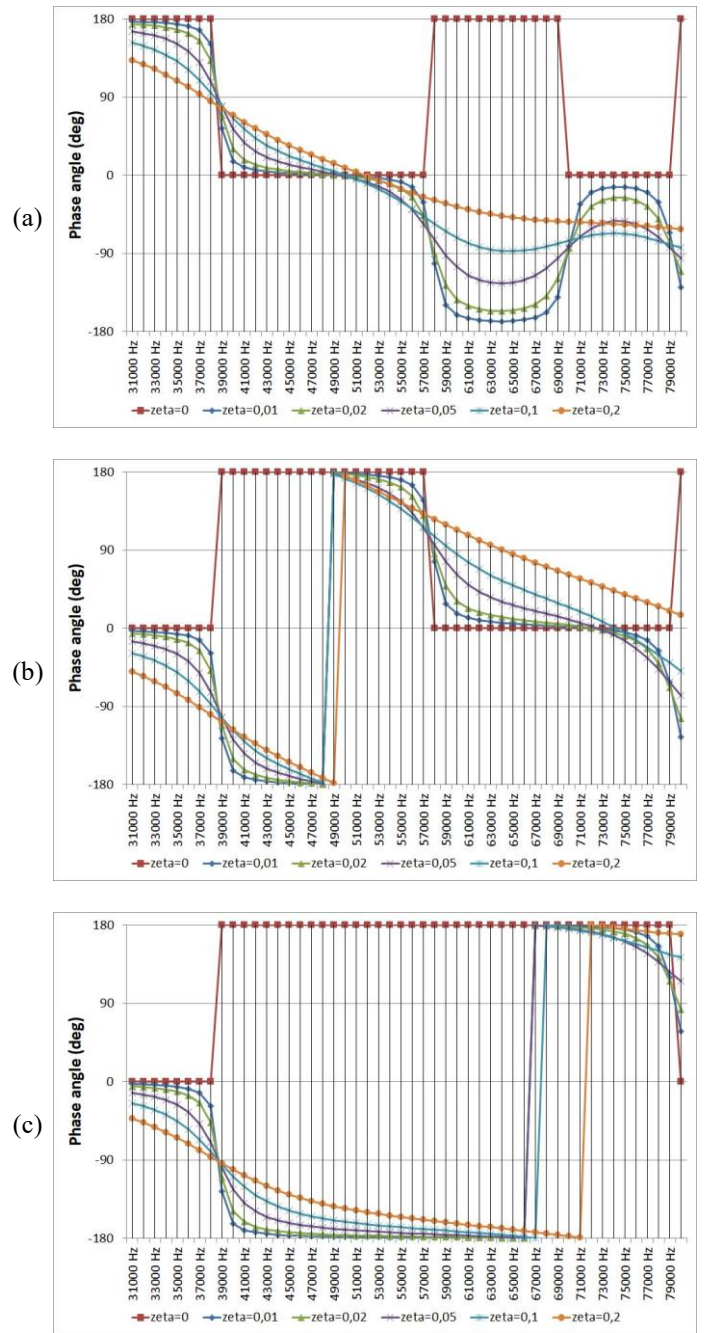 (a)
Phase angle (deg)
180
90
0
-90
-180
31000 Hz
33000 Hz
35000 Hz
37000 Hz
39000 Hz
41000 Hz
43000 Hz
45000 Hz
47000 Hz
49000 Hz
51000 Hz
53000 Hz
55000 Hz
57000 Hz
59000 Hz
61000 Hz
63000 Hz
65000 Hz
67000 Hz
69000 Hz
71000 Hz
73000 Hz
75000 Hz
77000 Hz
79000 Hz
zeta=0 zeta=0,01 zeta=0,02 zeta=0,05 zeta=0,1 zeta=0,2
(b)
Phase angle (deg)
180
90
0
-90
-180
31000 Hz
33000 Hz
35000 Hz
37000 Hz
39000 Hz
41000 Hz
43000 Hz
45000 Hz
47000 Hz
49000 Hz
51000 Hz
53000 Hz
55000 Hz
57000 Hz
59000 Hz
61000 Hz
63000 Hz
65000 Hz
67000 Hz
69000 Hz
71000 Hz
73000 Hz
75000 Hz
77000 Hz
79000 Hz
zeta=0 zeta=0,01 zeta=0,02 zeta=0,05 zeta=0,1 zeta=0,2
(c)
Phase angle (deg)
180
90
0
-90
-180
31000 Hz
33000 Hz
35000 Hz
37000 Hz
39000 Hz
41000 Hz
43000 Hz
45000 Hz
47000 Hz
49000 Hz
51000 Hz
53000 Hz
55000 Hz
57000 Hz
59000 Hz
61000 Hz
63000 Hz
65000 Hz
67000 Hz
69000 Hz
71000 Hz
73000 Hz
75000 Hz
77000 Hz
79000 Hz
zeta=0 zeta=0,01 zeta=0,02 zeta=0,05 zeta=0,1 zeta=0,2